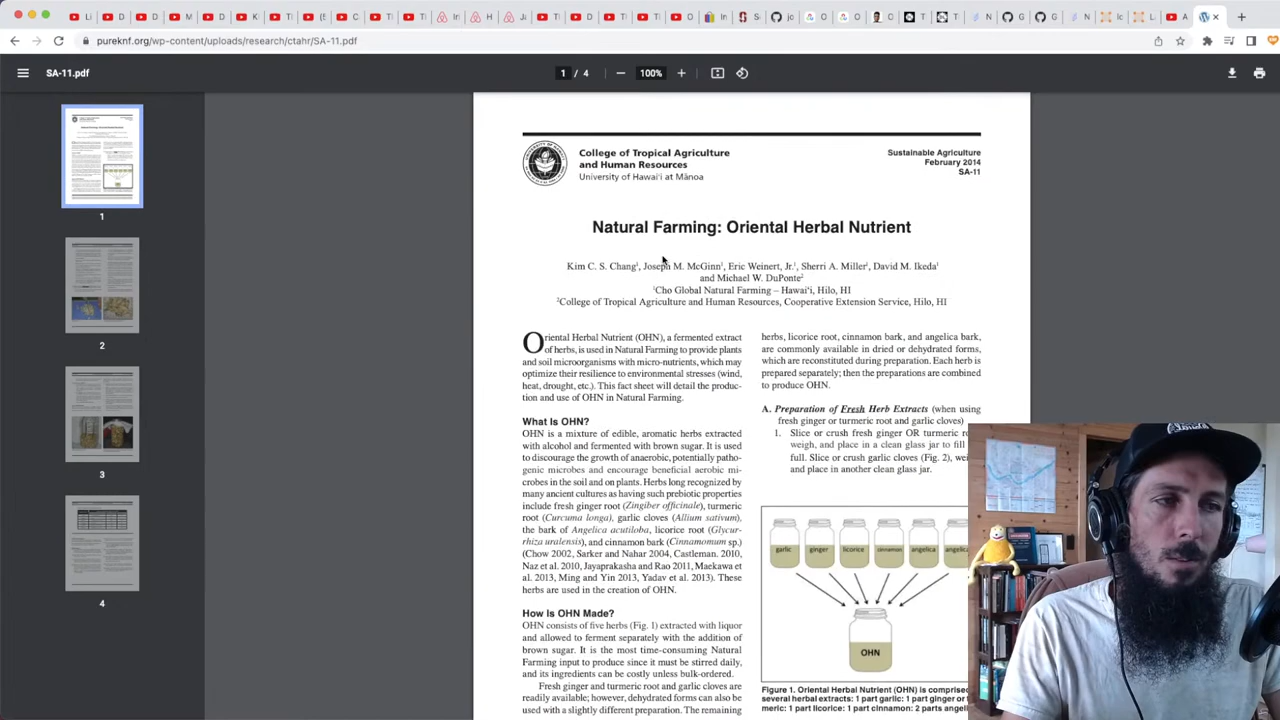 pureknf.org/wp-content/uploads/research/ctahr/SA-11.pdf
SA-11.pdf
1 / 4
100%
1
2
3
4
College of Tropical Agriculture
and Human Resources
University of Hawai‘i at Mānoa
Sustainable Agriculture
February 2014
SA-11
Natural Farming: Oriental Herbal Nutrient
Kim C. S. Chang¹, Joseph M. McGinn¹, Eric Weinert, Jr.¹, Sherri A. Miller¹, David M. Ikeda¹
and Michael W. DuPonte²
¹Cho Global Natural Farming – Hawai‘i, Hilo, HI
²College of Tropical Agriculture and Human Resources, Cooperative Extension Service, Hilo, HI
Oriental Herbal Nutrient (OHN), a fermented extract
of herbs, is used in Natural Farming to provide plants
and soil microorganisms with micro-nutrients, which may
optimize their resilience to environmental stresses (wind,
heat, drought, etc.). This fact sheet will detail the produc-
tion and use of OHN in Natural Farming.
What Is OHN?
OHN is a mixture of edible, aromatic herbs extracted
with alcohol and fermented with brown sugar. It is used
to discourage the growth of anaerobic, potentially patho-
genic microbes and encourage beneficial aerobic mi-
crobes in the soil and on plants. Herbs long recognized by
many ancient cultures as having such prebiotic properties
include fresh ginger root (Zingiber officinale), turmeric
root (Curcuma longa), garlic cloves (Allium sativum),
the bark of Angelica acutiloba, licorice root (Glycyr-
rhiza uralensis), and cinnamon bark (Cinnamomum sp.)
(Chow 2002, Sarker and Nahar 2004, Castleman. 2010,
Naz et al. 2010, Jayaprakasha and Rao 2011, Maekawa et
al. 2013, Ming and Yin 2013, Yadav et al. 2013). These
herbs are used in the creation of OHN.
How Is OHN Made?
OHN consists of five herbs (Fig. 1) extracted with liquor
and allowed to ferment separately with the addition of
brown sugar. It is the most time-consuming Natural
Farming input to produce since it must be stirred daily,
and its ingredients can be costly unless bulk-ordered.
Fresh ginger and turmeric root and garlic cloves are
readily available; however, dehydrated forms can also be
used with a slightly different preparation. The remaining
herbs, licorice root, cinnamon bark, and angelica bark,
are commonly available in dried or dehydrated forms,
which are reconstituted during preparation. Each herb is
prepared separately; then the preparations are combined
to produce OHN.
A. Preparation of Fresh Herb Extracts (when using
fresh ginger or turmeric root and garlic cloves)
1. Slice or crush fresh ginger OR turmeric
weigh, and place in a clean glass jar to fill
full. Slice or crush garlic cloves (Fig. 2),
and place in another clean glass jar.
garlic ginger licorice cinnamon angelica angelica
OHN
Figure 1. Oriental Herbal Nutrient (OHN) is comprised
several herbal extracts: 1 part garlic: 1 part ginger or
meric: 1 part licorice: 1 part cinnamon: 2 parts